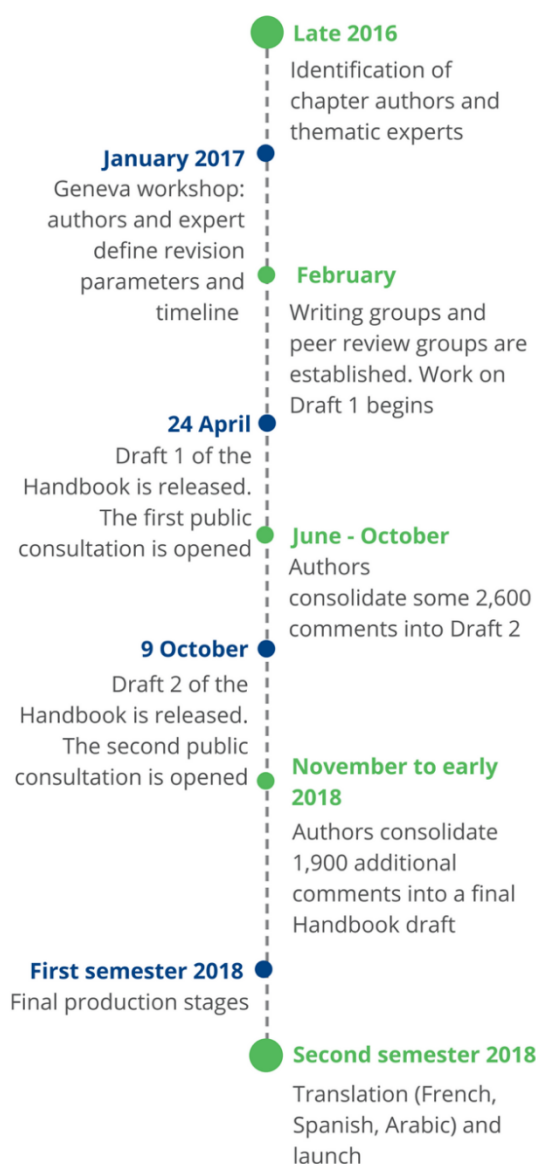 Late 2016
Identification of
chapter authors and
thematic experts
January 2017
Geneva workshop:
authors and expert
define revision
parameters and
timeline
February
Writing groups and
peer review groups are
established. Work on
Draft 1 begins
24 April
Draft 1 of the
Handbook is released.
The first public
consultation is opened
June - October
Authors
consolidate some 2,600
comments into Draft 2
9 October
Draft 2 of the
Handbook is released.
The second public
consultation is opened
November to early
2018
Authors consolidate
1,900 additional
comments into a final
Handbook draft
First semester 2018
Final production stages
Second semester 2018
Translation (French,
Spanish, Arabic) and
launch